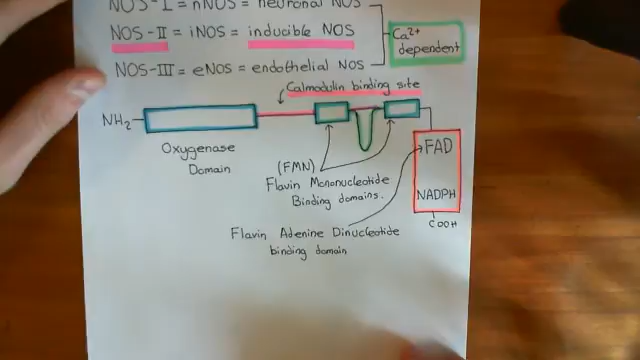 NOS-I = nNOS = neuronal NOS
NOS-II = iNOS = inducible NOS
NOS-III = eNOS = endothelial NOS
Ca2+
dependent
Calmodulin binding site
NH2
Oxygenase
Domain
(FMN)
Flavin Mononucleotide
Binding domains.
FAD
NADPH
COOH
Flavin Adenine Dinucleotide
binding domain